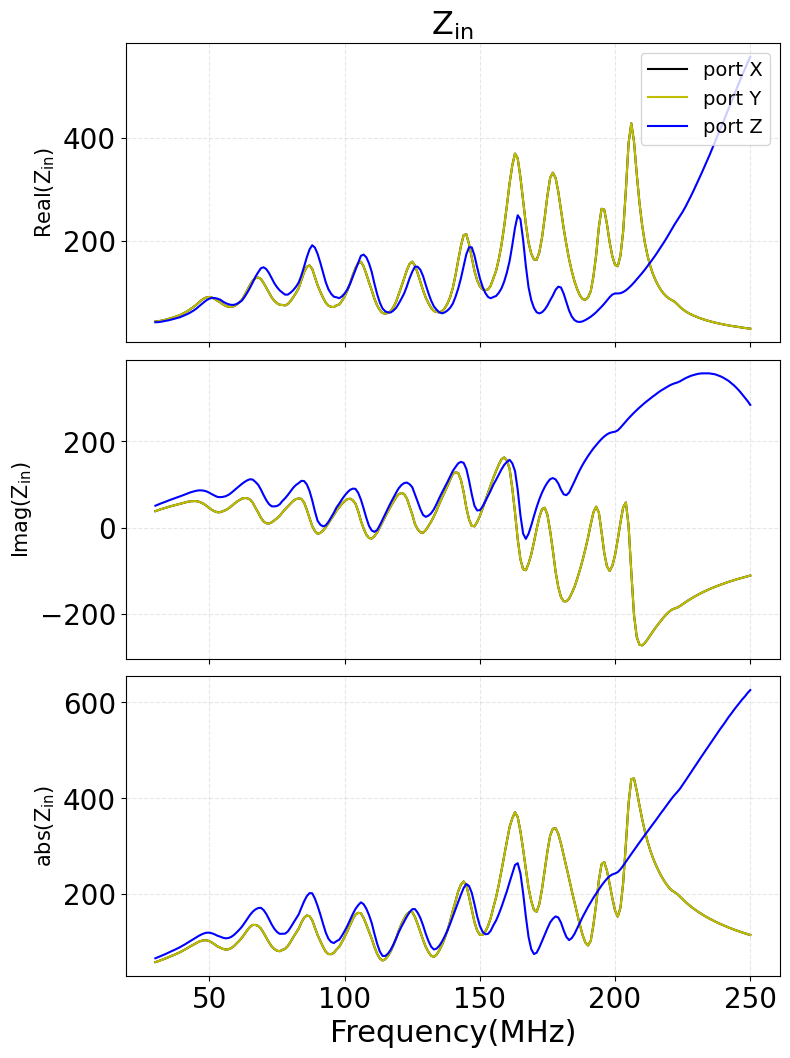 Z_in
Real(Z_in)
400
200
port X
port Y
port Z
Imag(Z_in)
200
0
−200
abs(Z_in)
600
400
200
50 100 150 200 250
Frequency(MHz)